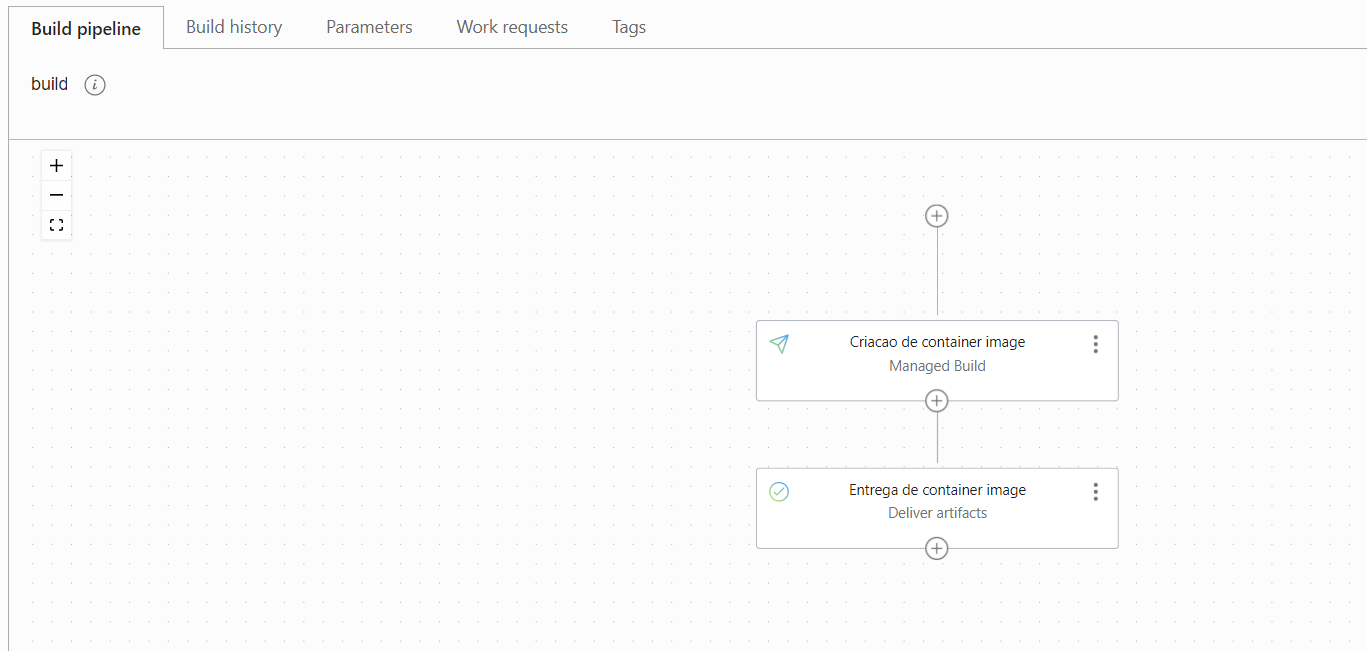 Build pipeline
Build history
Parameters
Work requests
Tags
build
Criacao de container image
Managed Build
Entrega de container image
Deliver artifacts